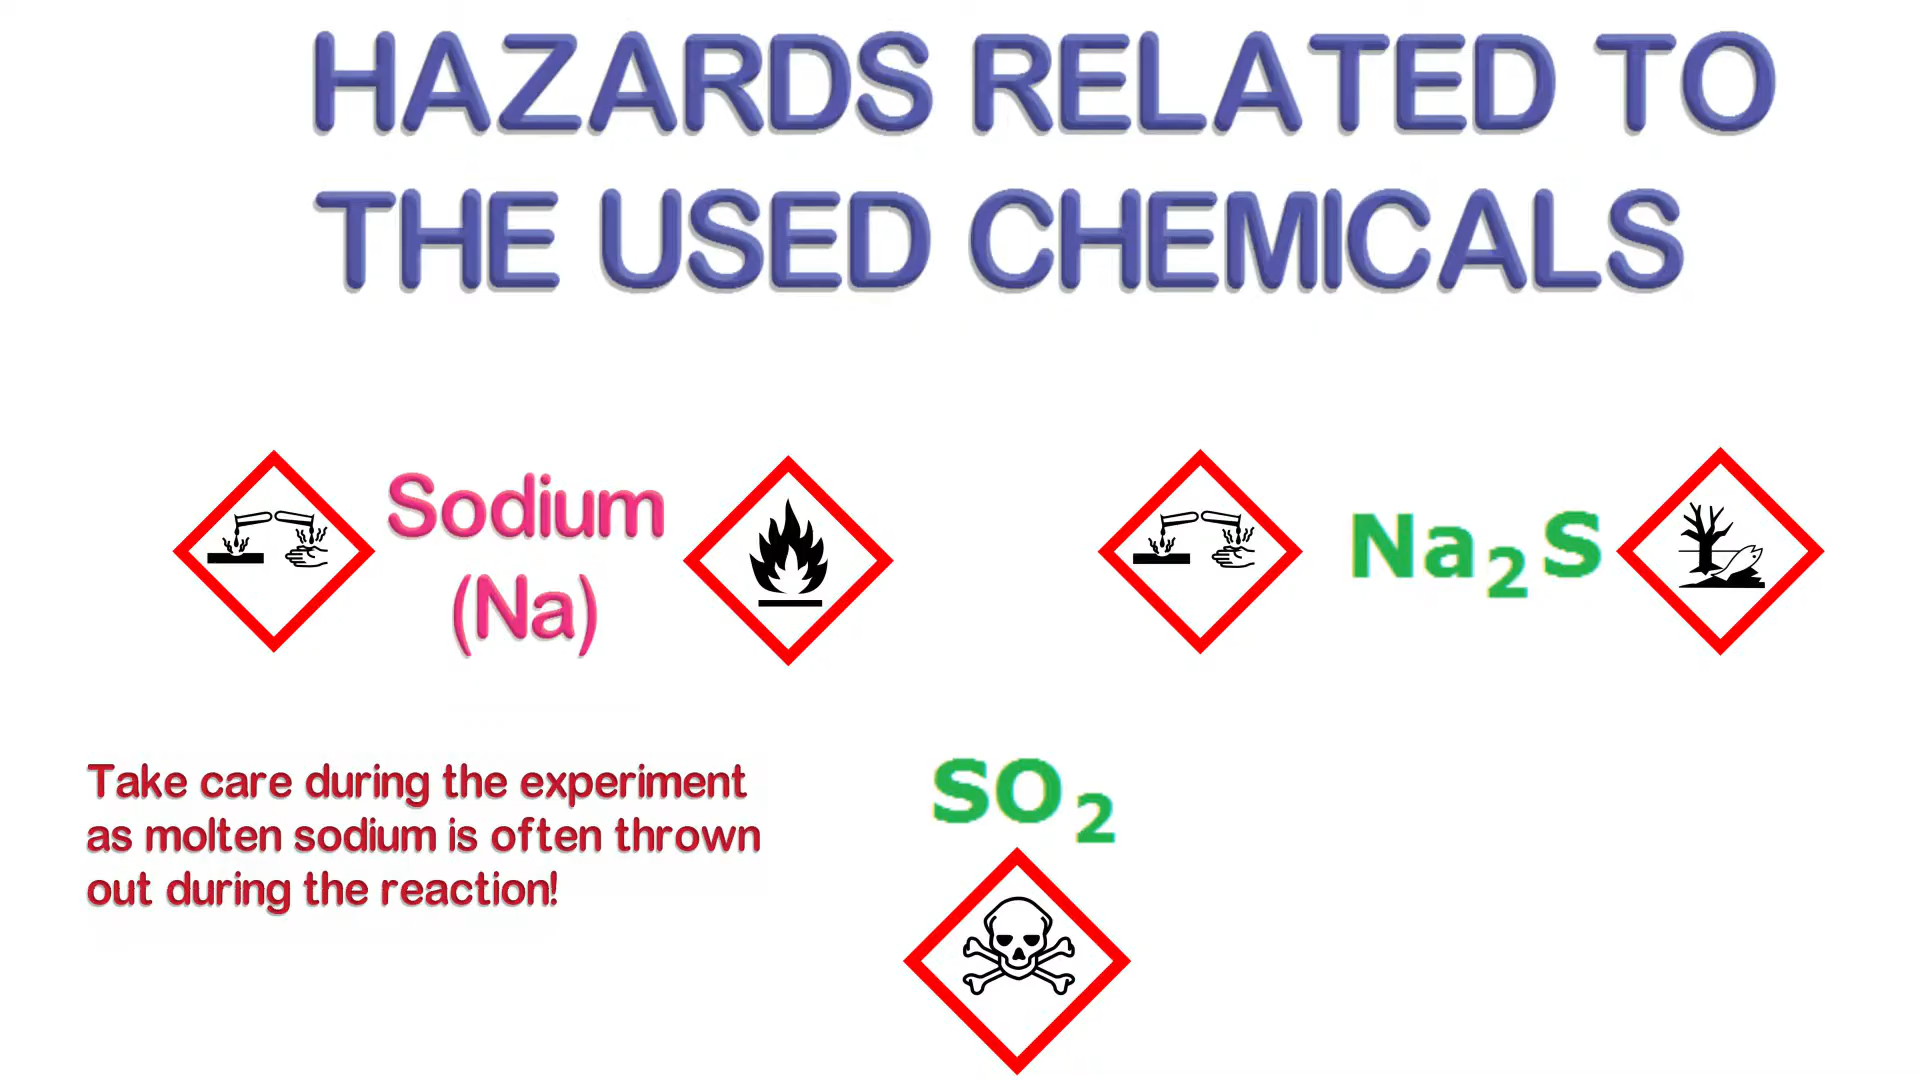 HAZARDS RELATED TO
THE USED CHEMICALS
Sodium
(Na)
Na₂S
Take care during the experiment
as molten sodium is often thrown
out during the reaction!
SO₂